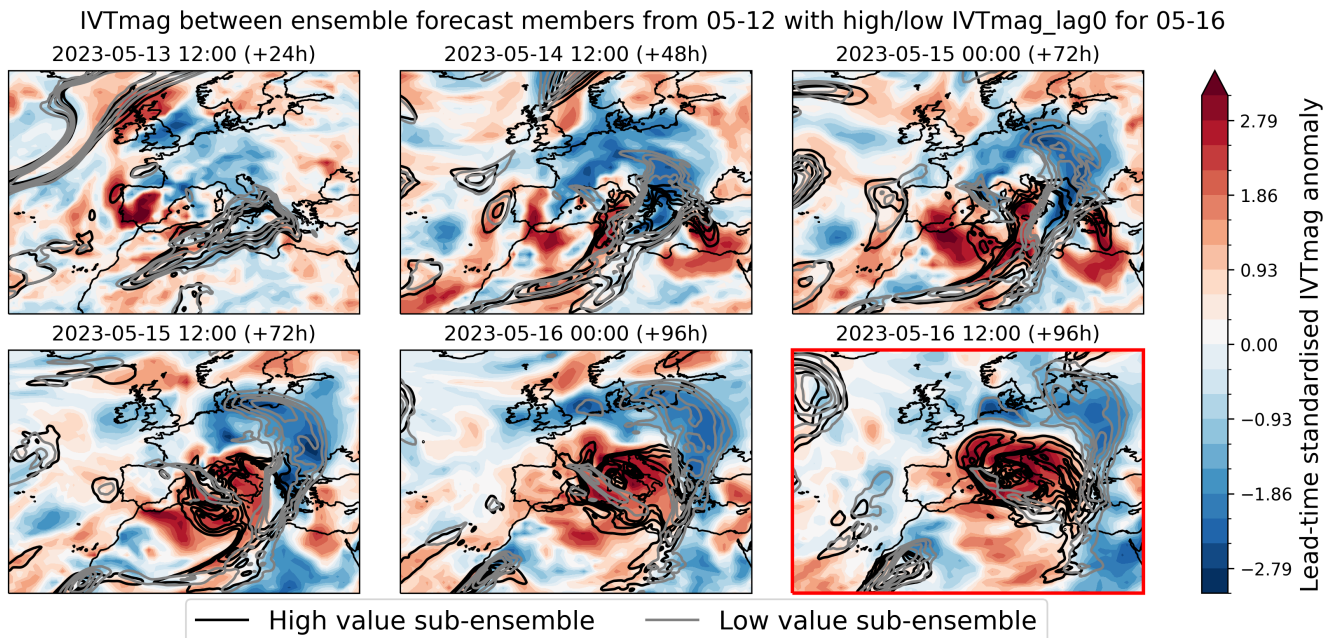 IVTmag between ensemble forecast members from 05-12 with high/low IVTmag_lag0 for 05-16
2023-05-13 12:00 (+24h)
2023-05-14 12:00 (+48h)
2023-05-15 00:00 (+72h)
2023-05-15 12:00 (+72h)
2023-05-16 00:00 (+96h)
2023-05-16 12:00 (+96h)
2.79
1.86
0.93
0.00
−0.93
−1.86
−2.79
Lead-time standardised IVTmag anomaly
High value sub-ensemble
Low value sub-ensemble